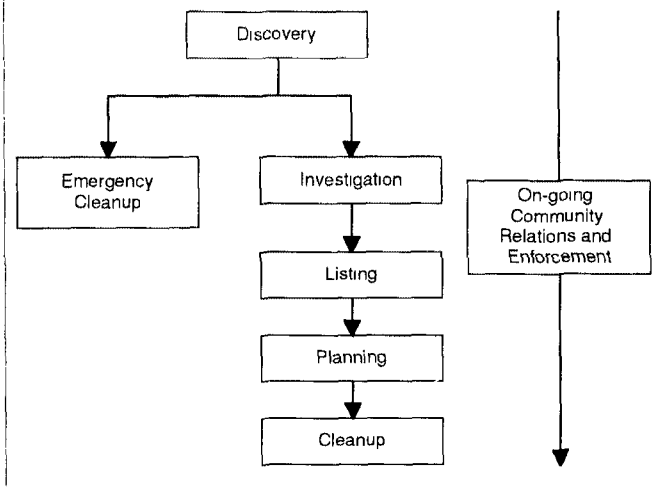 Discovery
Emergency
Cleanup
Investigation
On-going
Community
Relations and
Enforcement
Listing
Planning
Cleanup